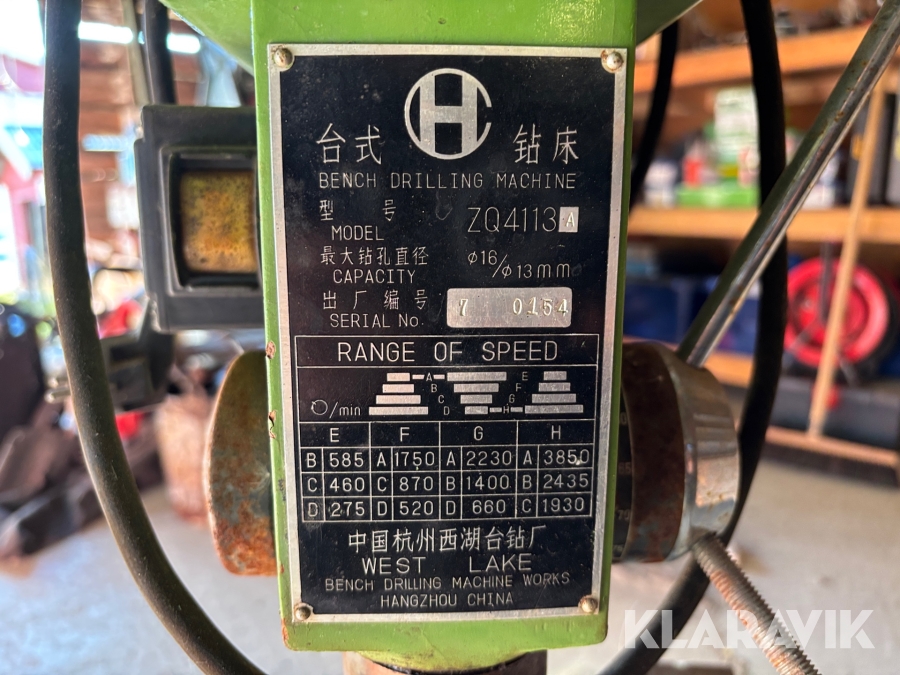 HC
台式 钻床
BENCH DRILLING MACHINE
型 号
MODEL ZQ4113A
最大钻孔直径
CAPACITY ø16/ø13mm
出厂编号
SERIAL No. 7 0154
RANGE OF SPEED
A E
B F
C G
D H
/min
E F G H
B 585 A 1750 A 2230 A 3850
C 460 C 870 B 1400 B 2435
D 275 D 520 D 660 C 1930
中国杭州西湖台钻厂
WEST LAKE
BENCH DRILLING MACHINE WORKS
HANGZHOU CHINA
KLARAVIK